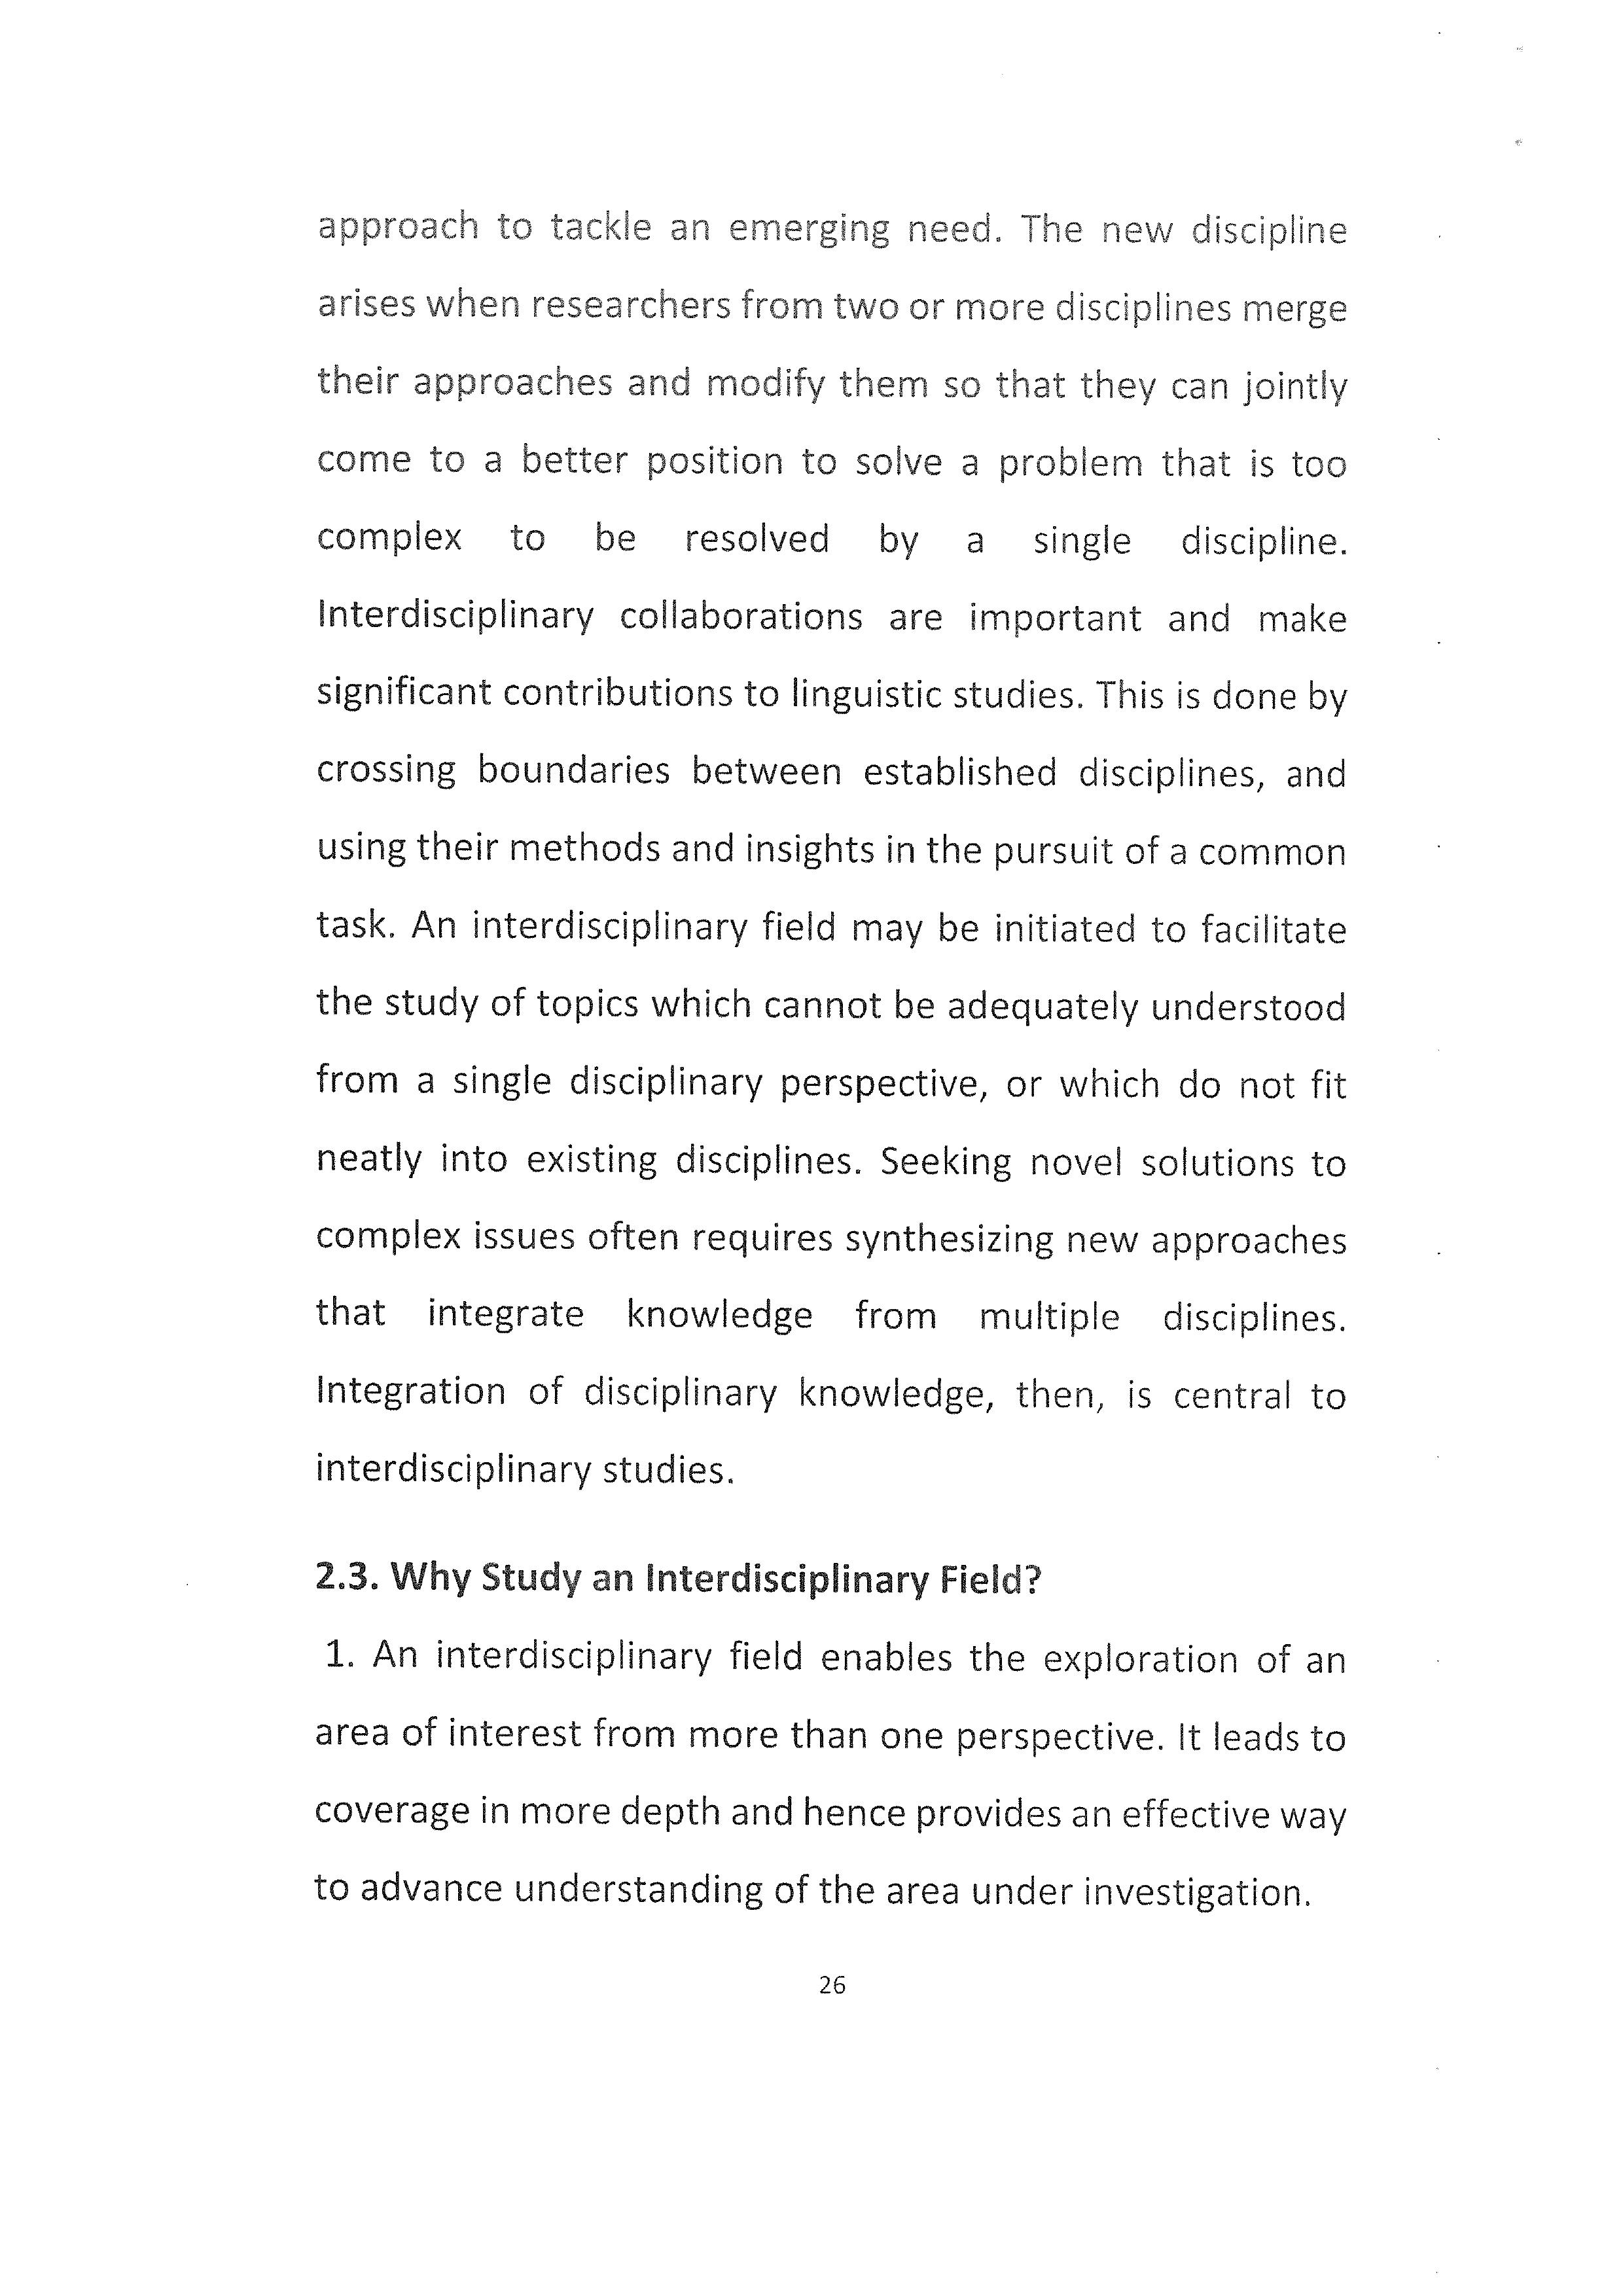 approach to tackle an emerging need. The new discipline
arises when researchers from two or more disciplines merge
their approaches and modify them so that they can jointly
come to a better position to solve a problem that is too
complex to be resolved by a single discipline.
Interdisciplinary collaborations are important and make
significant contributions to linguistic studies. This is done by
crossing boundaries between established disciplines, and
using their methods and insights in the pursuit of a common
task. An interdisciplinary field may be initiated to facilitate
the study of topics which cannot be adequately understood
from a single disciplinary perspective, or which do not fit
neatly into existing disciplines. Seeking novel solutions to
complex issues often requires synthesizing new approaches
that integrate knowledge from multiple disciplines.
Integration of disciplinary knowledge, then, is central to
interdisciplinary studies.
2.3. Why Study an Interdisciplinary Field?
1. An interdisciplinary field enables the exploration of an
area of interest from more than one perspective. It leads to
coverage in more depth and hence provides an effective way
to advance understanding of the area under investigation.
26